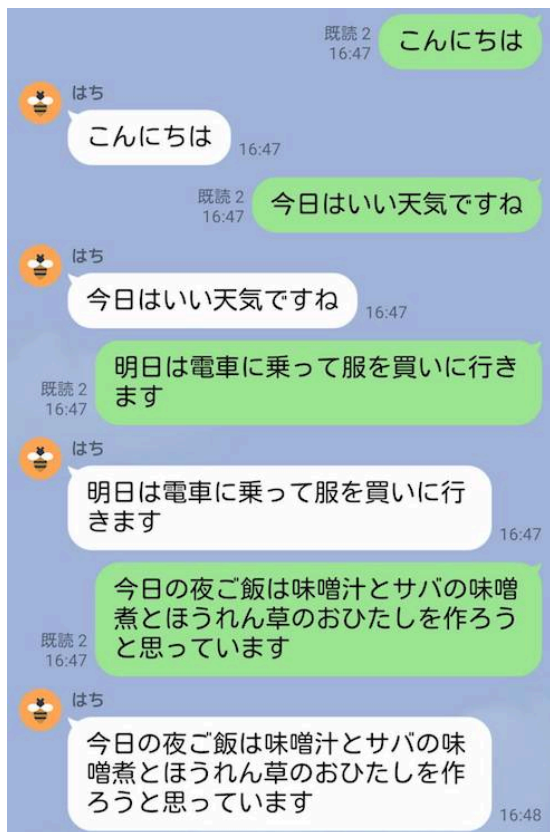 既読 2
16:47
こんにちは
はち
こんにちは
16:47
既読 2
16:47
今日はいい天気ですね
はち
今日はいい天気ですね
16:47
明日は電車に乗って服を買いに行き
ます
既読 2
16:47
はち
明日は電車に乗って服を買いに行
きます
16:47
今日の夜ご飯は味噌汁とサバの味噌
煮とほうれん草のおひたしを作ろう
と思っています
既読 2
16:47
はち
今日の夜ご飯は味噌汁とサバの味
噌煮とほうれん草のおひたしを作
ろうと思っています
16:48